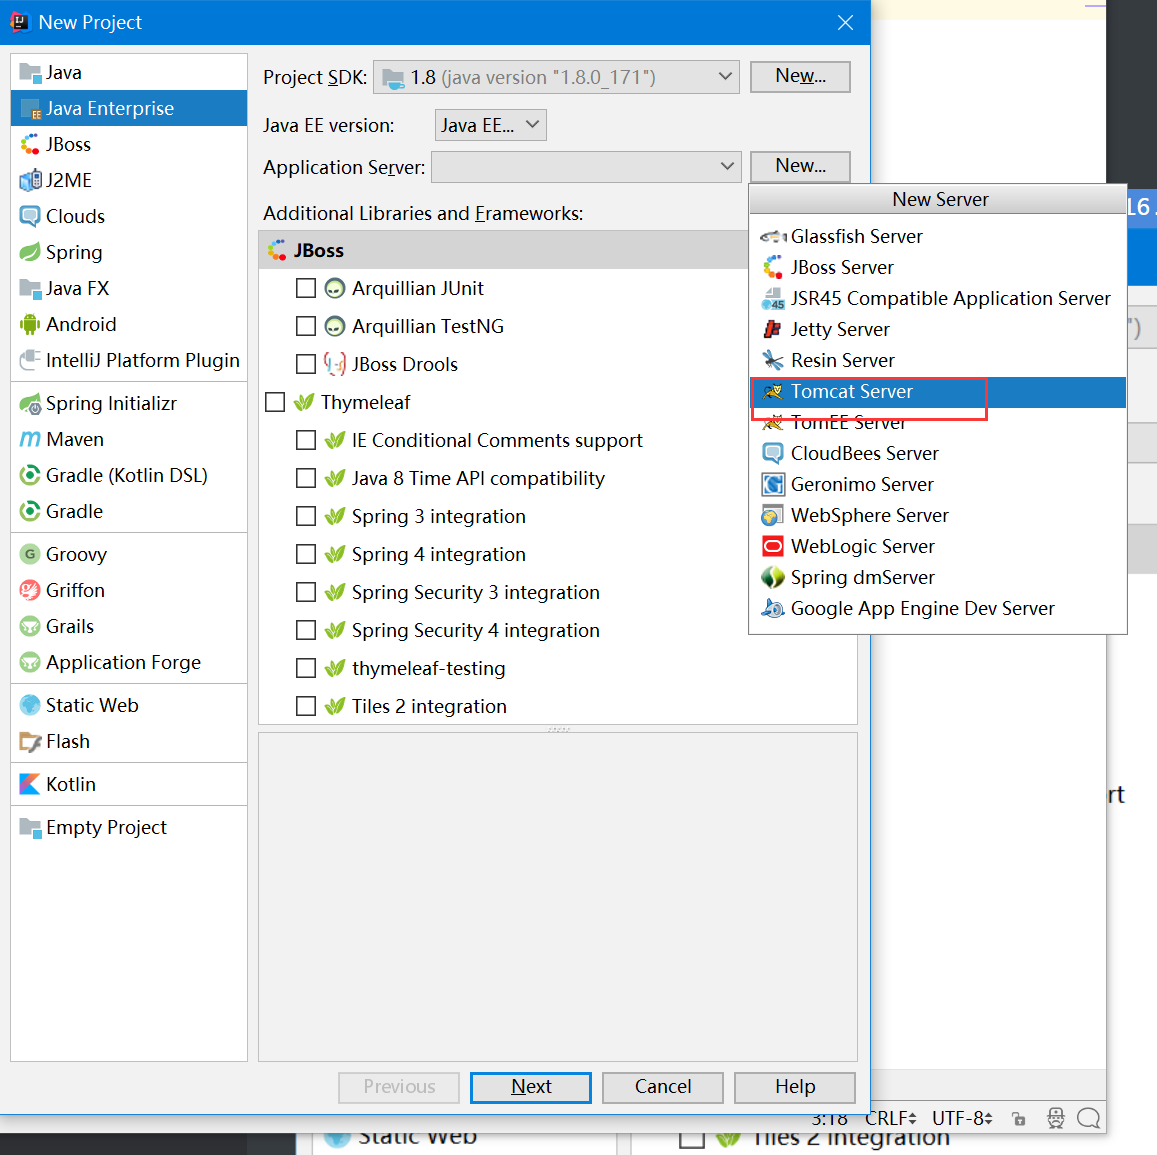 New Project
Java
Java Enterprise
JBoss
J2ME
Clouds
Spring
Java FX
Android
IntelliJ Platform Plugin
Spring Initializr
Maven
Gradle (Kotlin DSL)
Gradle
Groovy
Griffon
Grails
Application Forge
Static Web
Flash
Kotlin
Empty Project
Project SDK: 1.8 (java version "1.8.0_171") New...
Java EE version: Java EE...
Application Server: New...
Additional Libraries and Frameworks:
JBoss
Arquillian JUnit
Arquillian TestNG
JBoss Drools
Thymeleaf
IE Conditional Comments support
Java 8 Time API compatibility
Spring 3 integration
Spring 4 integration
Spring Security 3 integration
Spring Security 4 integration
thymeleaf-testing
Tiles 2 integration
New Server
Glassfish Server
JBoss Server
JSR45 Compatible Application Server
Jetty Server
Resin Server
Tomcat Server
TomEE Server
CloudBees Server
Geronimo Server
WebSphere Server
WebLogic Server
Spring dmServer
Google App Engine Dev Server
16.
")
rt
Previous Next Cancel Help
3:18 CRLF UTF-8
Static Web
Tiles 2 integration